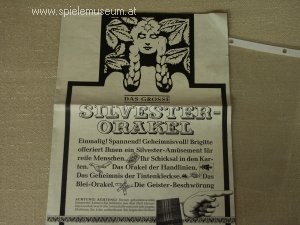 www.spielemuseum.at
DAS GROSSE
SILVESTER-
ORAKEL
Einmalig! Spannend! Geheimnisvoll! Brigitte
offeriert Ihnen ein Silvester-Amüsement für
reife Menschen. Ihr Schicksal in den Kar-
ten. Das Orakel der Handlinien.
Das Geheimnis der Tintenkleckse. Das
Blei-Orakel. Die Geister-Beschwörung
ACHTUNG ACHTUNG!